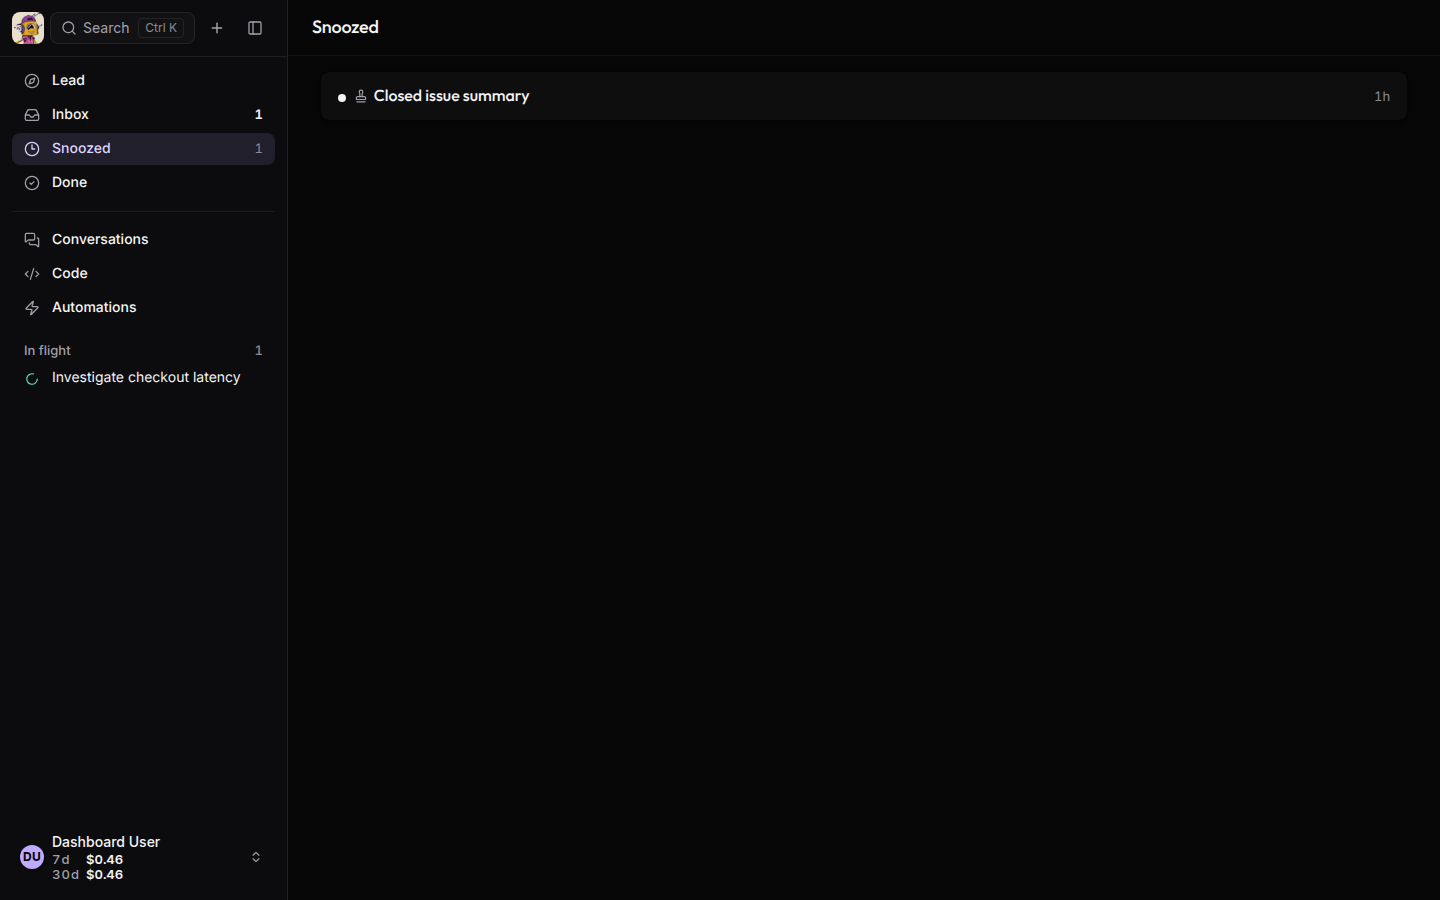 Search Ctrl K
Lead
Inbox 1
Snoozed 1
Done
Conversations
Code
Automations
In flight 1
Investigate checkout latency
DU
Dashboard User
7d $0.46
30d $0.46
Snoozed
Closed issue summary 1h